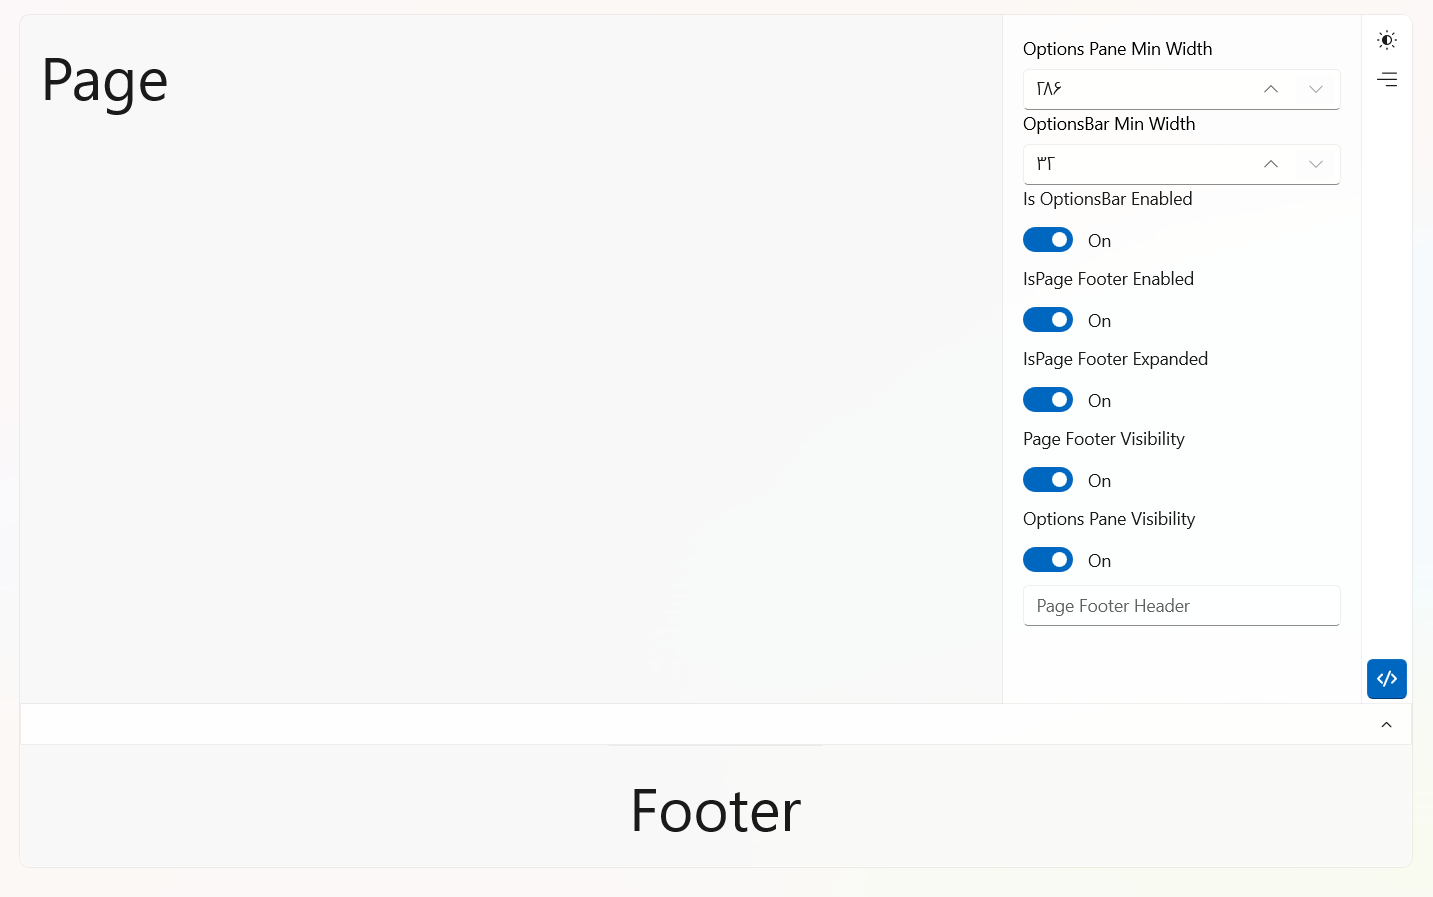 Page
Options Pane Min Width
۲۸۶
OptionsBar Min Width
۳۲
Is OptionsBar Enabled
On
IsPage Footer Enabled
On
IsPage Footer Expanded
On
Page Footer Visibility
On
Options Pane Visibility
On
Page Footer Header
Footer